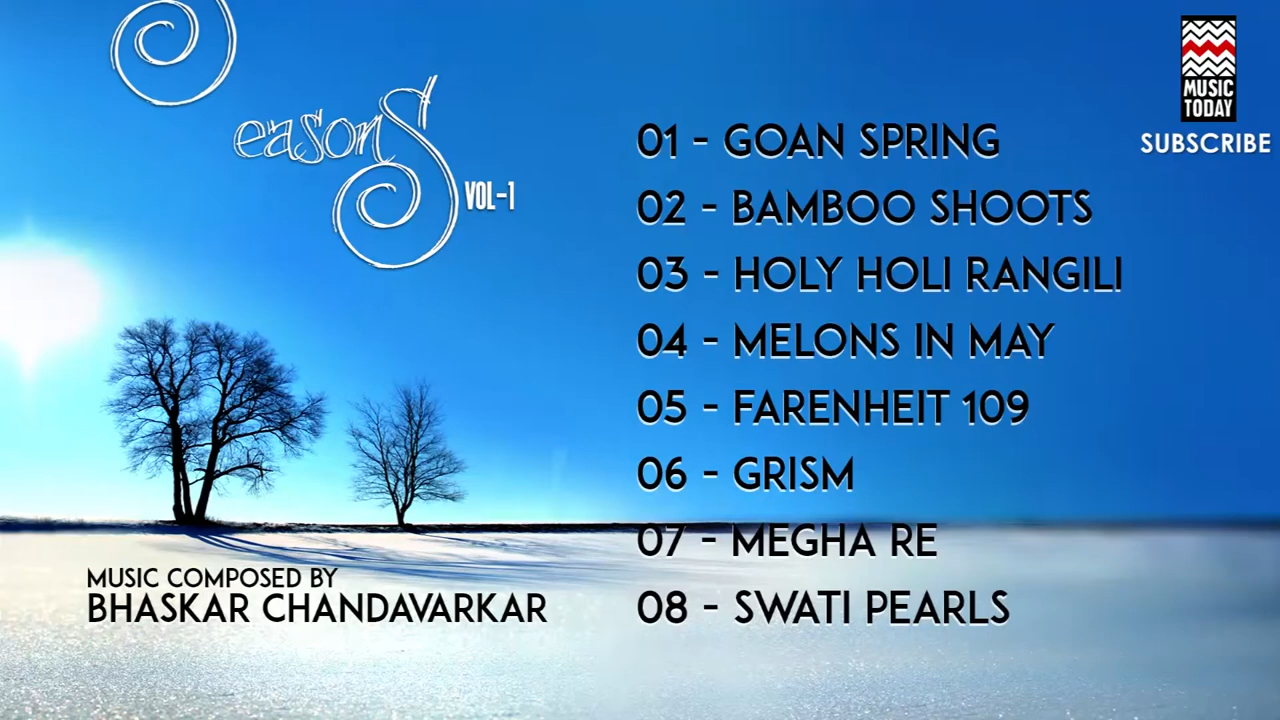 easonS
VOL-1
MUSIC
TODAY
SUBSCRIBE
01 - GOAN SPRING
02 - BAMBOO SHOOTS
03 - HOLY HOLI RANGILI
04 - MELONS IN MAY
05 - FARENHEIT 109
06 - GRISM
07 - MEGHA RE
08 - SWATI PEARLS
MUSIC COMPOSED BY
BHASKAR CHANDAVARKAR